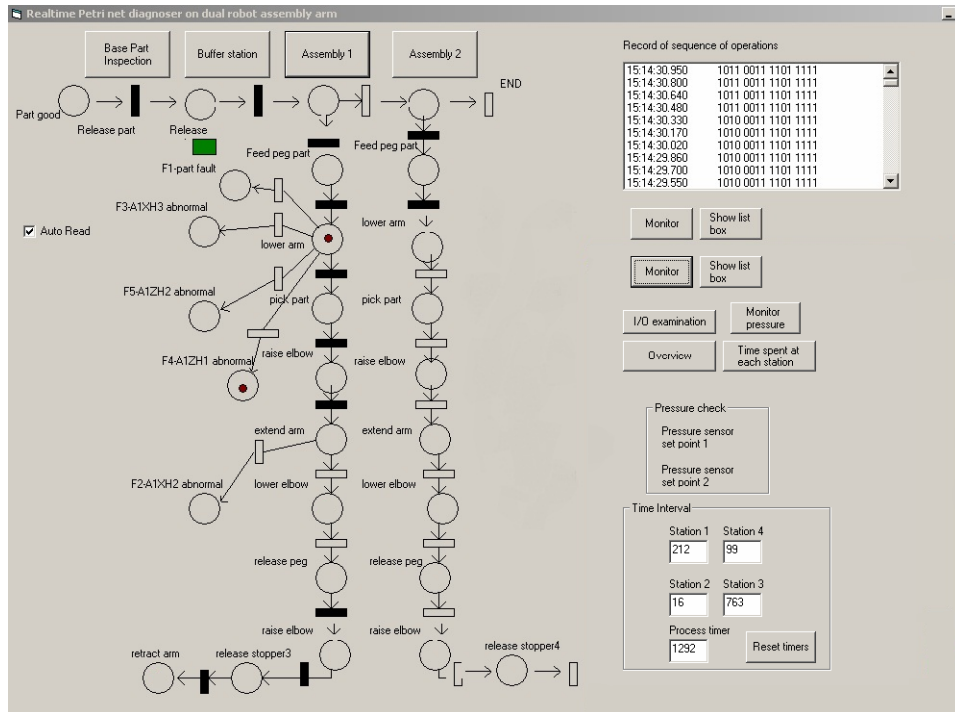 Realtime Petri net diagnoser on dual robot assembly arm
Base Part
Inspection
Buffer station
Assembly 1
Assembly 2
END
Part good
Release part
Release
Feed peg part
Feed peg part
F1-part fault
F3-A1XH3 abnormal
lower arm
lower arm
Auto Read
F5-A1ZH2 abnormal
pick part
pick part
F4-A1ZH1 abnormal
raise elbow
raise elbow
extend arm
extend arm
F2-A1XH2 abnormal
lower elbow
lower elbow
release peg
release peg
raise elbow
raise elbow
retract arm
release stopper3
release stopper4
Record of sequence of operations
15:14:30.950 1011 0011 1101 1111
15:14:30.800 1011 0011 1101 1111
15:14:30.640 1011 0011 1101 1111
15:14:30.480 1011 0011 1101 1111
15:14:30.330 1010 0011 1101 1111
15:14:30.170 1010 0011 1101 1111
15:14:30.020 1010 0011 1101 1111
15:14:29.860 1010 0011 1101 1111
15:14:29.700 1010 0011 1101 1111
15:14:29.550 1010 0011 1101 1111
Monitor
Show list
box
Monitor
Show list
box
I/O examination
Monitor
pressure
Overview
Time spent at
each station
Pressure check
Pressure sensor
set point 1
Pressure sensor
set point 2
Time Interval
Station 1 Station 4
212 99
Station 2 Station 3
16 763
Process timer
1292
Reset timers